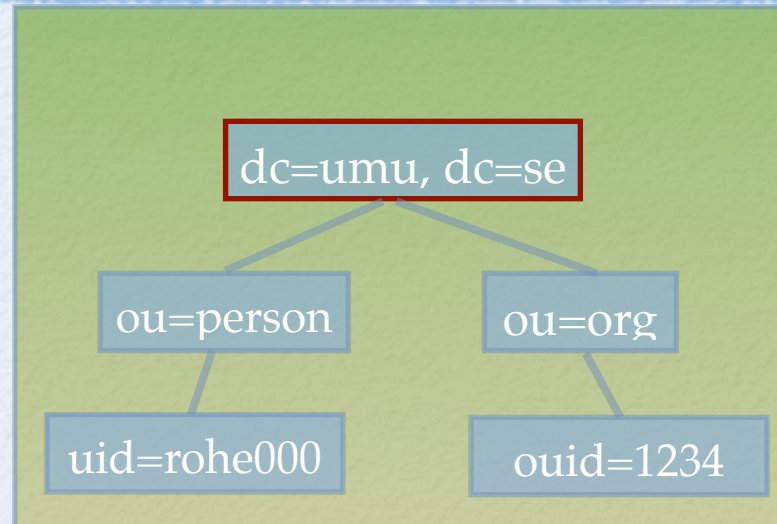 dc=umu, dc=se
ou=person
ou=org
uid=rohe000
ouid=1234